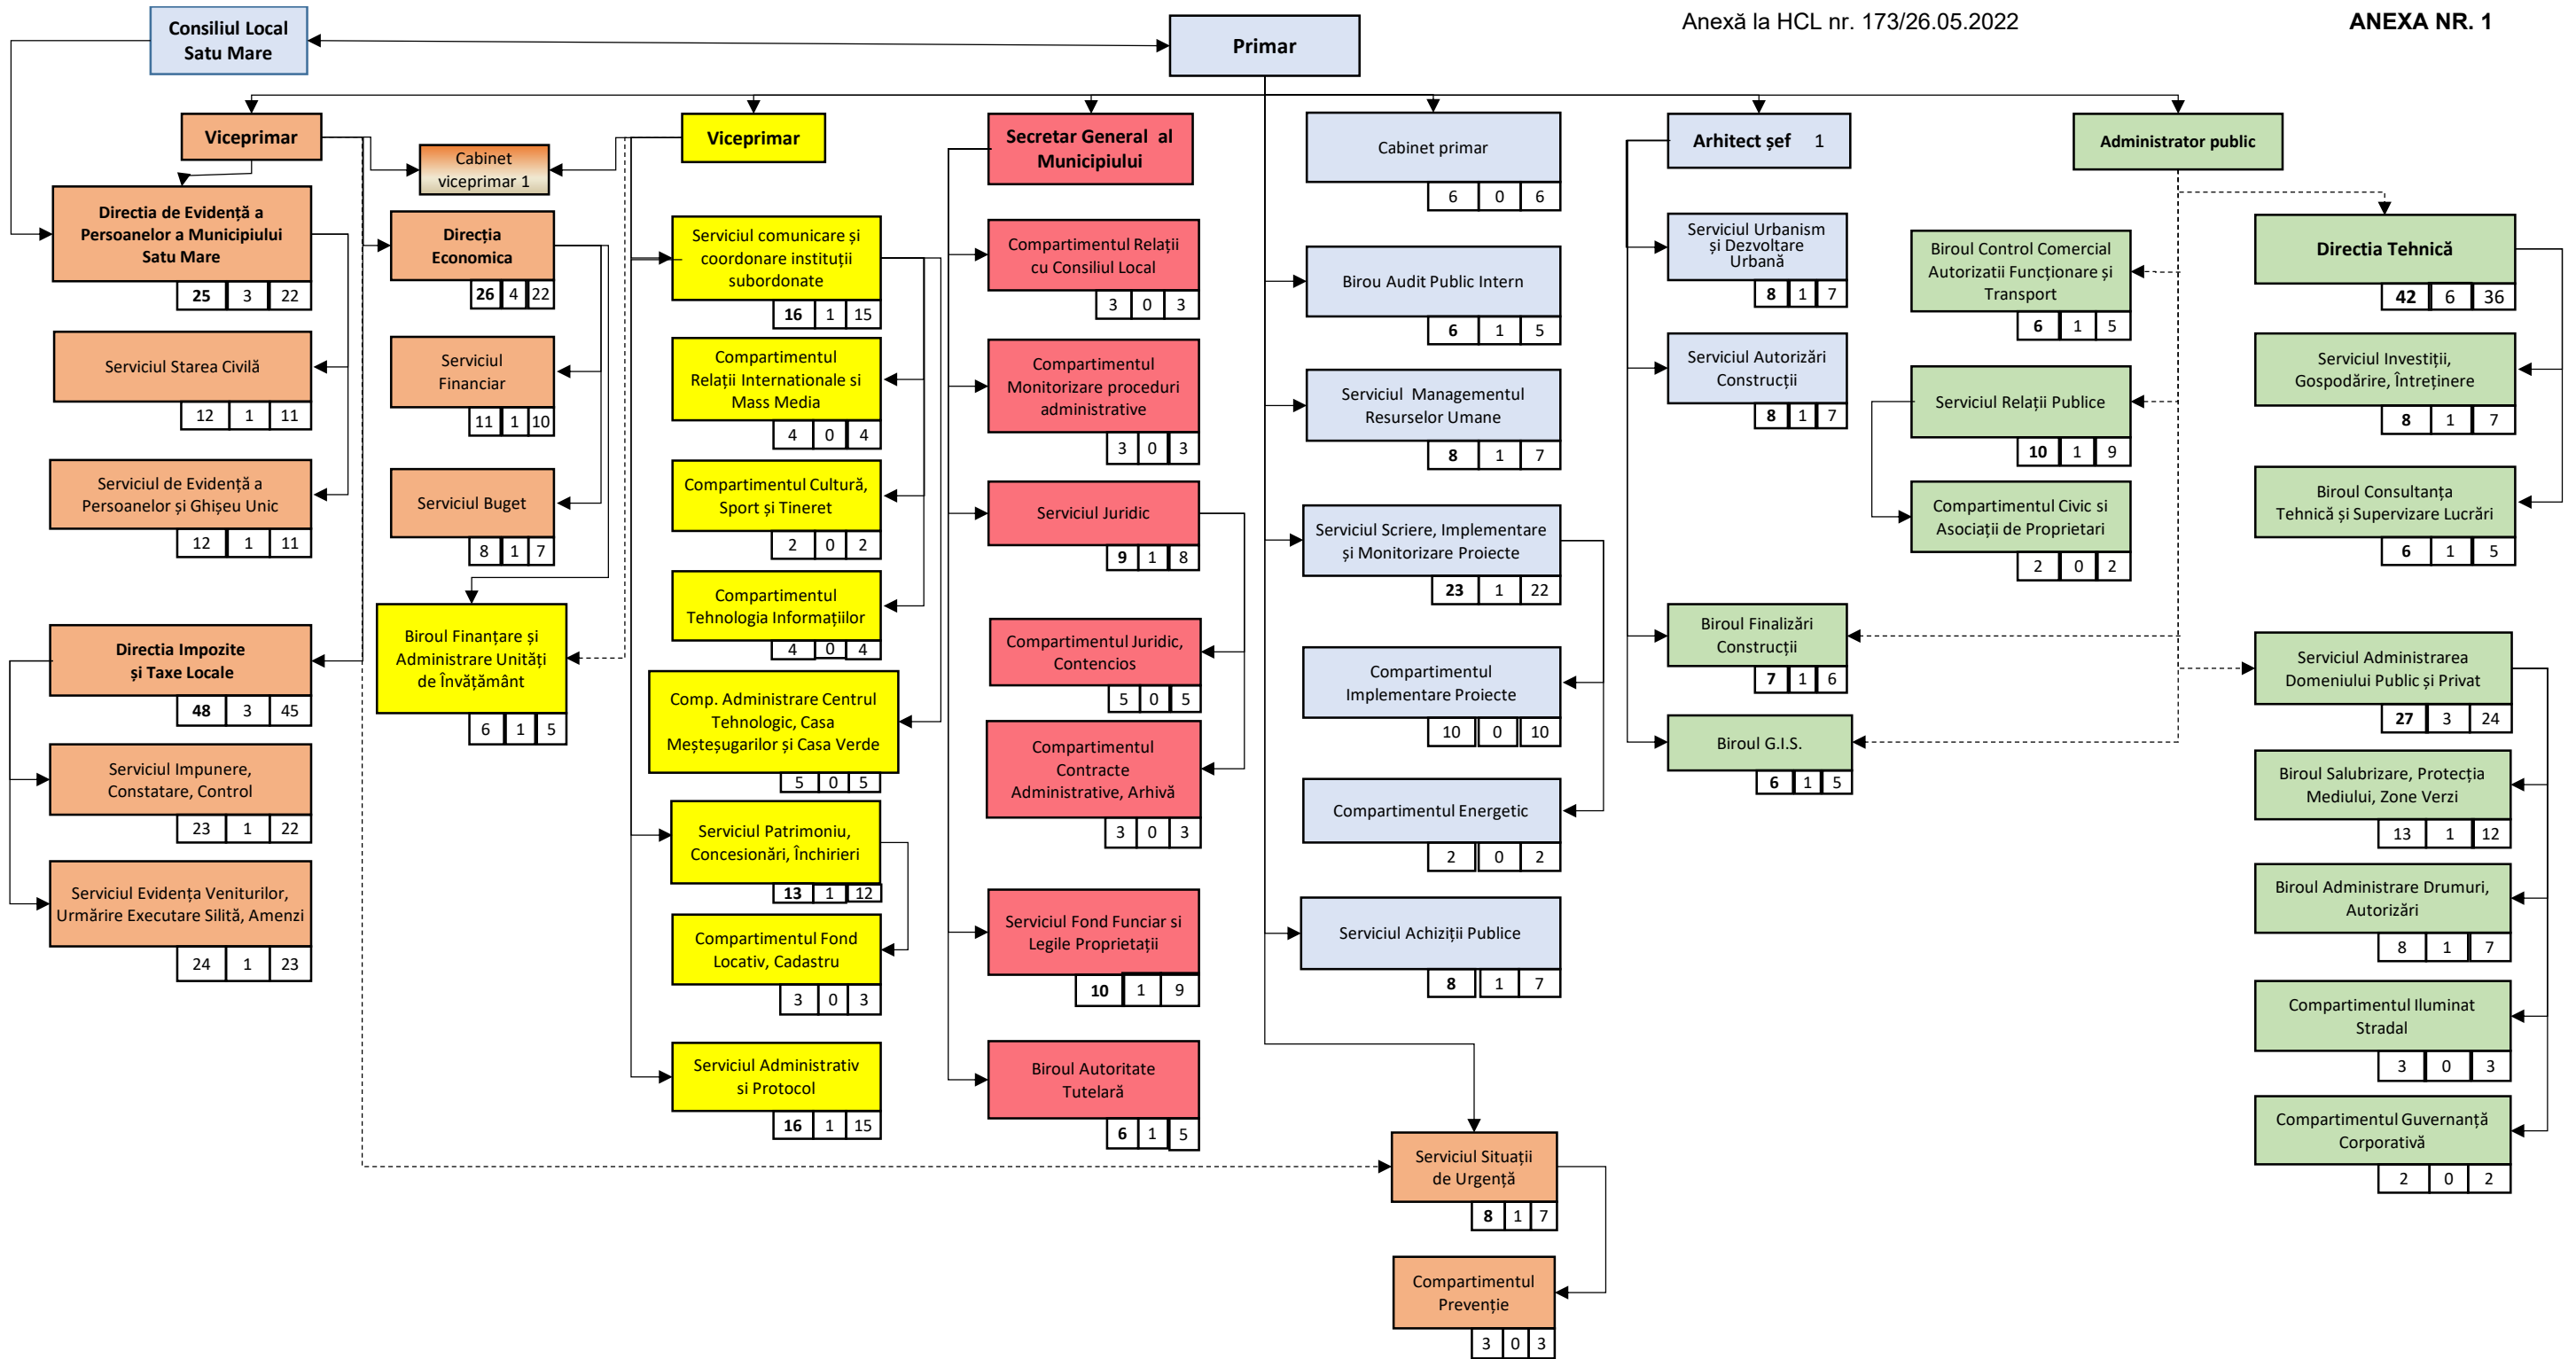 Anexă la HCL nr. 173/26.05.2022
ANEXA NR. 1
Consiliul Local
Satu Mare
Primar
Viceprimar
Cabinet
viceprimar 1
Directia de Evidență a
Persoanelor a Municipiului
Satu Mare
25 3 22
Serviciul Starea Civilă
12 1 11
Serviciul de Evidență a
Persoanelor și Ghișeu Unic
12 1 11
Directia Impozite
și Taxe Locale
48 3 45
Serviciul Impunere,
Constatare, Control
23 1 22
Serviciul Evidența Veniturilor,
Urmărire Executare Silită, Amenzi
24 1 23
Direcția
Economica
26 4 22
Serviciul
Financiar
11 1 10
Serviciul Buget
8 1 7
Biroul Finanțare și
Administrare Unități
de Învățământ
6 1 5
Viceprimar
Serviciul comunicare și
coordonare instituții
subordonate
16 1 15
Compartimentul
Relații Internationale si
Mass Media
4 0 4
Compartimentul Cultură,
Sport și Tineret
2 0 2
Compartimentul
Tehnologia Informațiilor
4 0 4
Comp. Administrare Centrul
Tehnologic, Casa
Meșteșugarilor și Casa Verde
5 0 5
Serviciul Patrimoniu,
Concesionări, Închirieri
13 1 12
Compartimentul Fond
Locativ, Cadastru
3 0 3
Serviciul Administrativ
si Protocol
16 1 15
Secretar General al
Municipiului
Compartimentul Relații
cu Consiliul Local
3 0 3
Compartimentul
Monitorizare proceduri
administrative
3 0 3
Serviciul Juridic
9 1 8
Compartimentul Juridic,
Contencios
5 0 5
Compartimentul
Contracte
Administrative, Arhivă
3 0 3
Serviciul Fond Funciar si
Legile Proprietații
10 1 9
Biroul Autoritate
Tutelară
6 1 5
Cabinet primar
6 0 6
Birou Audit Public Intern
6 1 5
Serviciul Managementul
Resurselor Umane
8 1 7
Serviciul Scriere, Implementare
și Monitorizare Proiecte
23 1 22
Compartimentul
Implementare Proiecte
10 0 10
Compartimentul Energetic
2 0 2
Serviciul Achiziții Publice
8 1 7
Serviciul Situații
de Urgență
8 1 7
Compartimentul
Prevenție
3 0 3
Arhitect șef 1
Serviciul Urbanism
și Dezvoltare
Urbană
8 1 7
Serviciul Autorizări
Construcții
8 1 7
Biroul Finalizări
Construcții
7 1 6
Biroul G.I.S.
6 1 5
Administrator public
Biroul Control Comercial
Autorizatii Funcționare și
Transport
6 1 5
Serviciul Relații Publice
10 1 9
Compartimentul Civic si
Asociații de Proprietari
2 0 2
Directia Tehnică
42 6 36
Serviciul Investiții,
Gospodărire, Întreținere
8 1 7
Biroul Consultanța
Tehnică și Supervizare Lucrări
6 1 5
Serviciul Administrarea
Domeniului Public și Privat
27 3 24
Biroul Salubrizare, Protecția
Mediului, Zone Verzi
13 1 12
Biroul Administrare Drumuri,
Autorizări
8 1 7
Compartimentul Iluminat
Stradal
3 0 3
Compartimentul Guvernanță
Corporativă
2 0 2